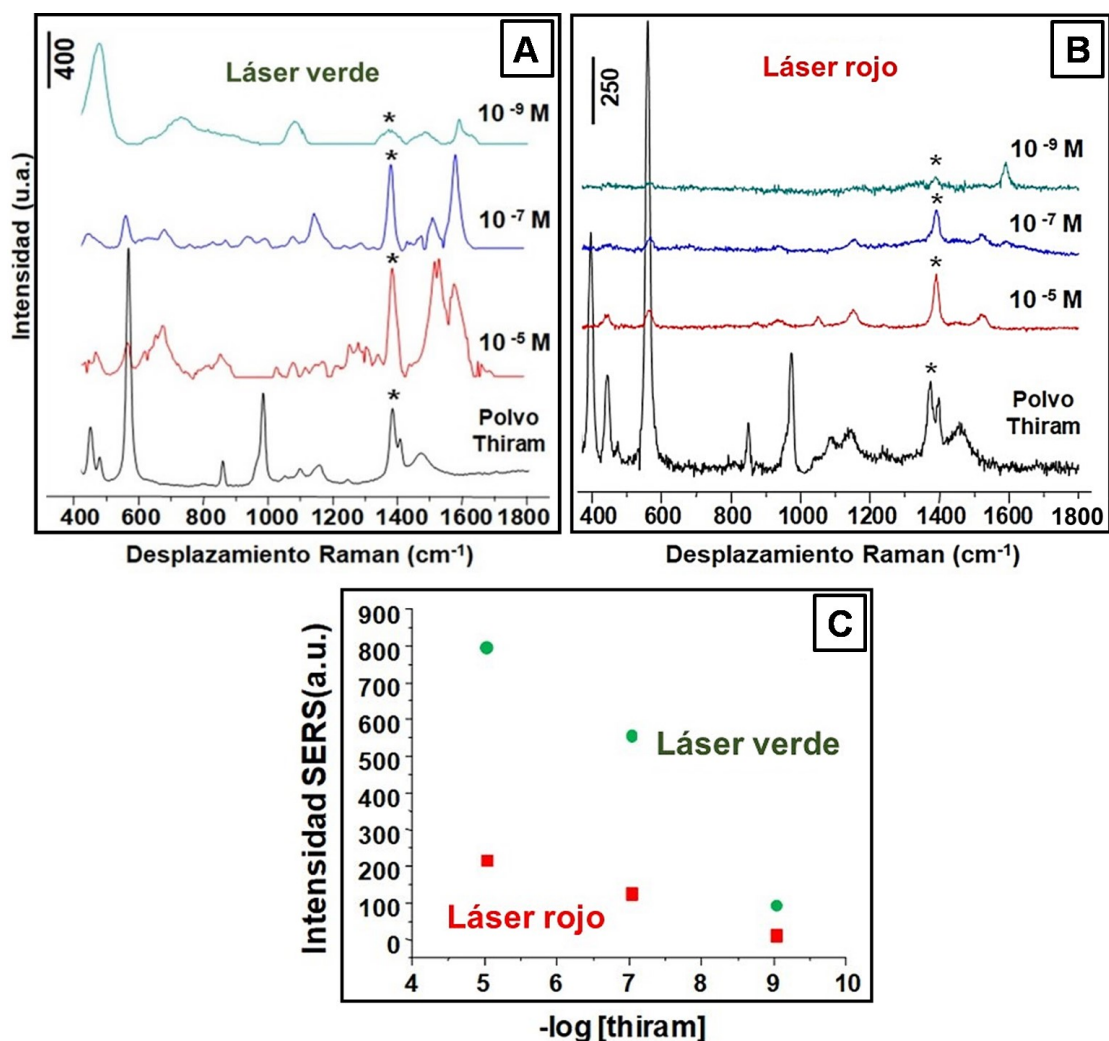 A
400
Láser verde
10 -9 M
*
*
10 -7 M
*
10 -5 M
*
Polvo
Thiram
Intensidad (u.a.)
400 600 800 1000 1200 1400 1600 1800
Desplazamiento Raman (cm-1)
B
250
Láser rojo
10 -9 M
*
10 -7 M
*
*
10 -5 M
*
Polvo
Thiram
400 600 800 1000 1200 1400 1600 1800
Desplazamiento Raman (cm-1)
C
900
800
700
600
500
400
300
200
100
0
Intensidad SERS(a.u.)
Láser verde
Láser rojo
4 5 6 7 8 9 10
-log [thiram]